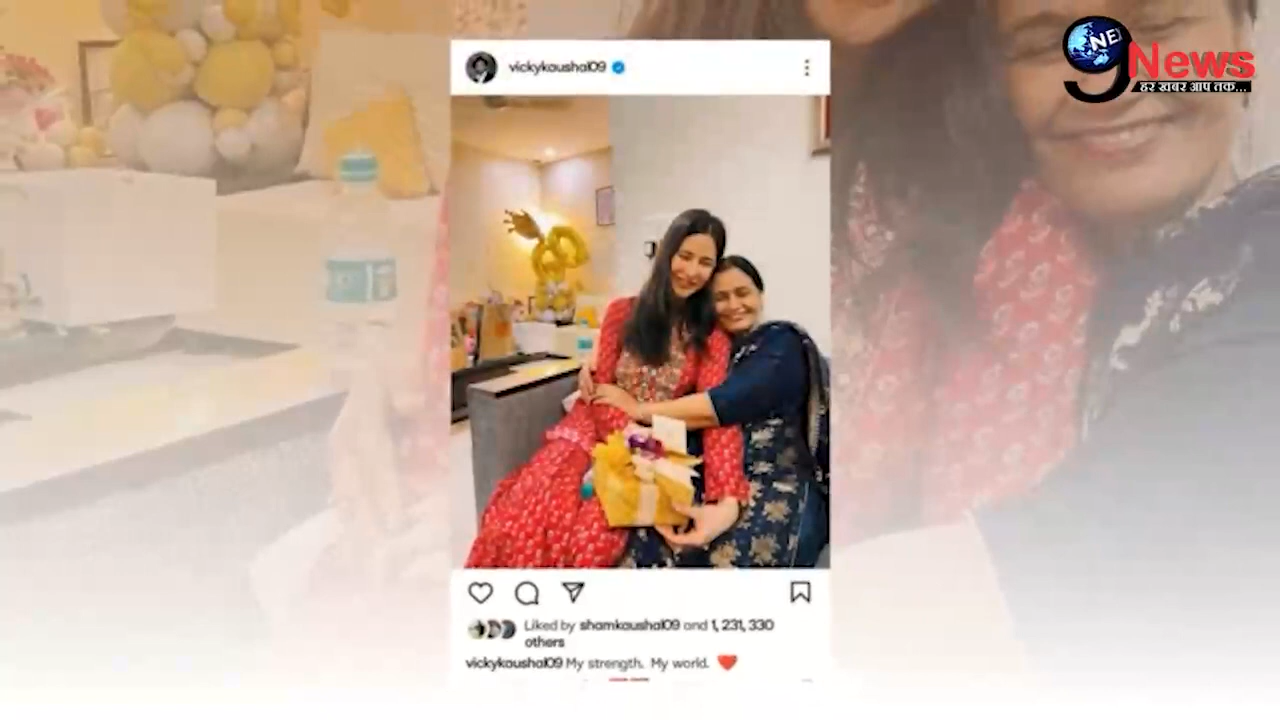 vickykaushal09
9
NE
News
हर खबर आप तक...
Liked by shamkaushal09 and 1, 231, 330
others
vickykaushal09 My strength. My world. ❤️